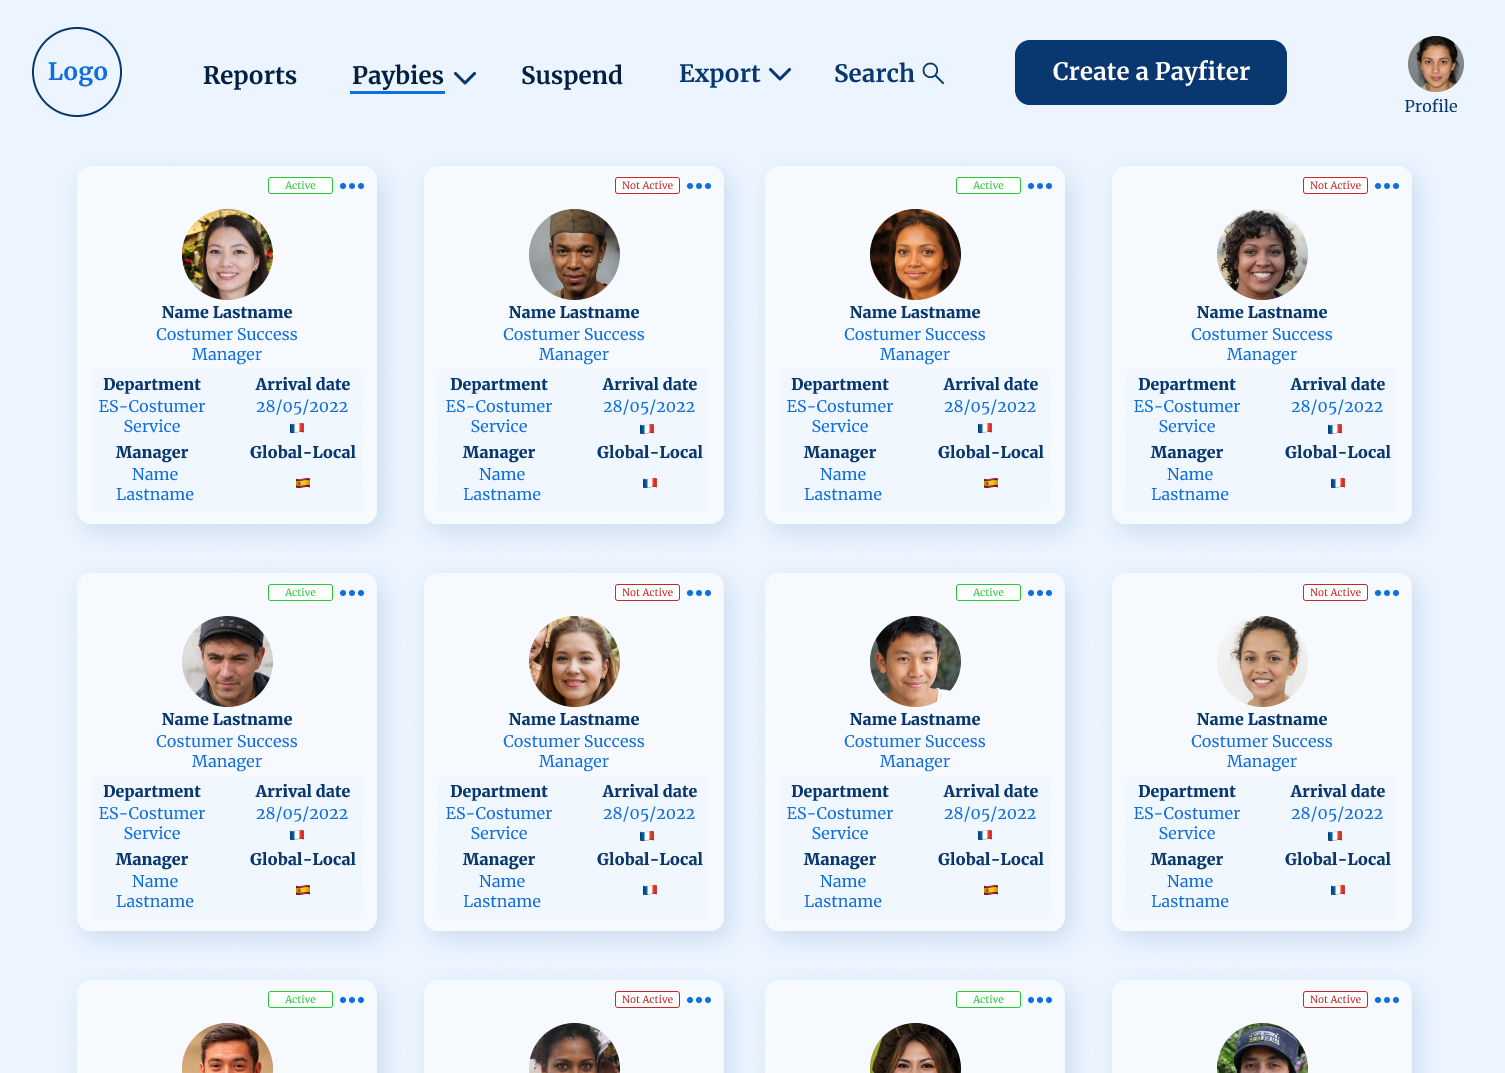 Logo
Reports
Paybies
Suspend
Export
Search
Create a Payfiter
Profile
Active
Not Active
Active
Not Active
Name Lastname
Name Lastname
Name Lastname
Name Lastname
Costumer Success
Costumer Success
Costumer Success
Costumer Success
Manager
Manager
Manager
Manager
Department
Arrival date
Department
Arrival date
Department
Arrival date
Department
Arrival date
ES-Costumer
28/05/2022
ES-Costumer
28/05/2022
ES-Costumer
28/05/2022
ES-Costumer
28/05/2022
Service
Service
Service
Service
Manager
Global-Local
Manager
Global-Local
Manager
Global-Local
Manager
Global-Local
Name
Name
Name
Name
Lastname
Lastname
Lastname
Lastname
Active
Not Active
Active
Not Active
Name Lastname
Name Lastname
Name Lastname
Name Lastname
Costumer Success
Costumer Success
Costumer Success
Costumer Success
Manager
Manager
Manager
Manager
Department
Arrival date
Department
Arrival date
Department
Arrival date
Department
Arrival date
ES-Costumer
28/05/2022
ES-Costumer
28/05/2022
ES-Costumer
28/05/2022
ES-Costumer
28/05/2022
Service
Service
Service
Service
Manager
Global-Local
Manager
Global-Local
Manager
Global-Local
Manager
Global-Local
Name
Name
Name
Name
Lastname
Lastname
Lastname
Lastname
Active
Not Active
Active
Not Active